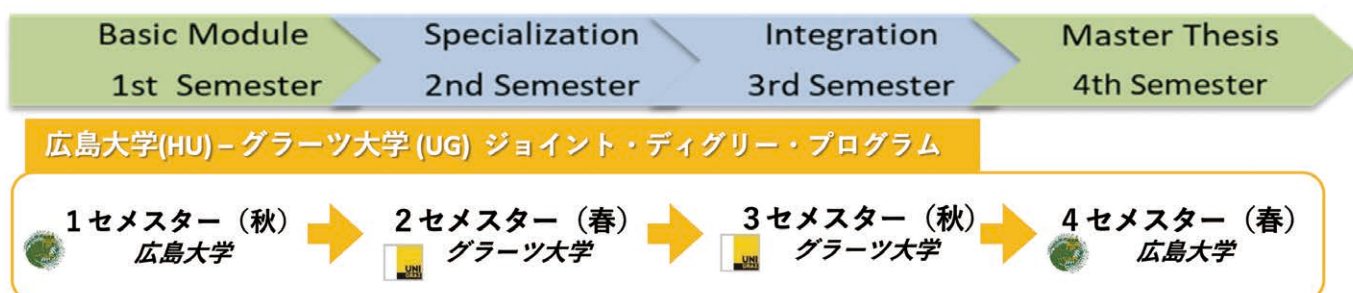 Basic Module
1st Semester
Specialization
2nd Semester
Integration
3rd Semester
Master Thesis
4th Semester
広島大学(HU) – グラーツ大学 (UG) ジョイント・ディグリー・プログラム
1 セメスター（秋）
広島大学
2 セメスター（春）
グラーツ大学
UNI
GRAZ
3 セメスター（秋）
グラーツ大学
UNI
GRAZ
4 セメスター（春）
広島大学